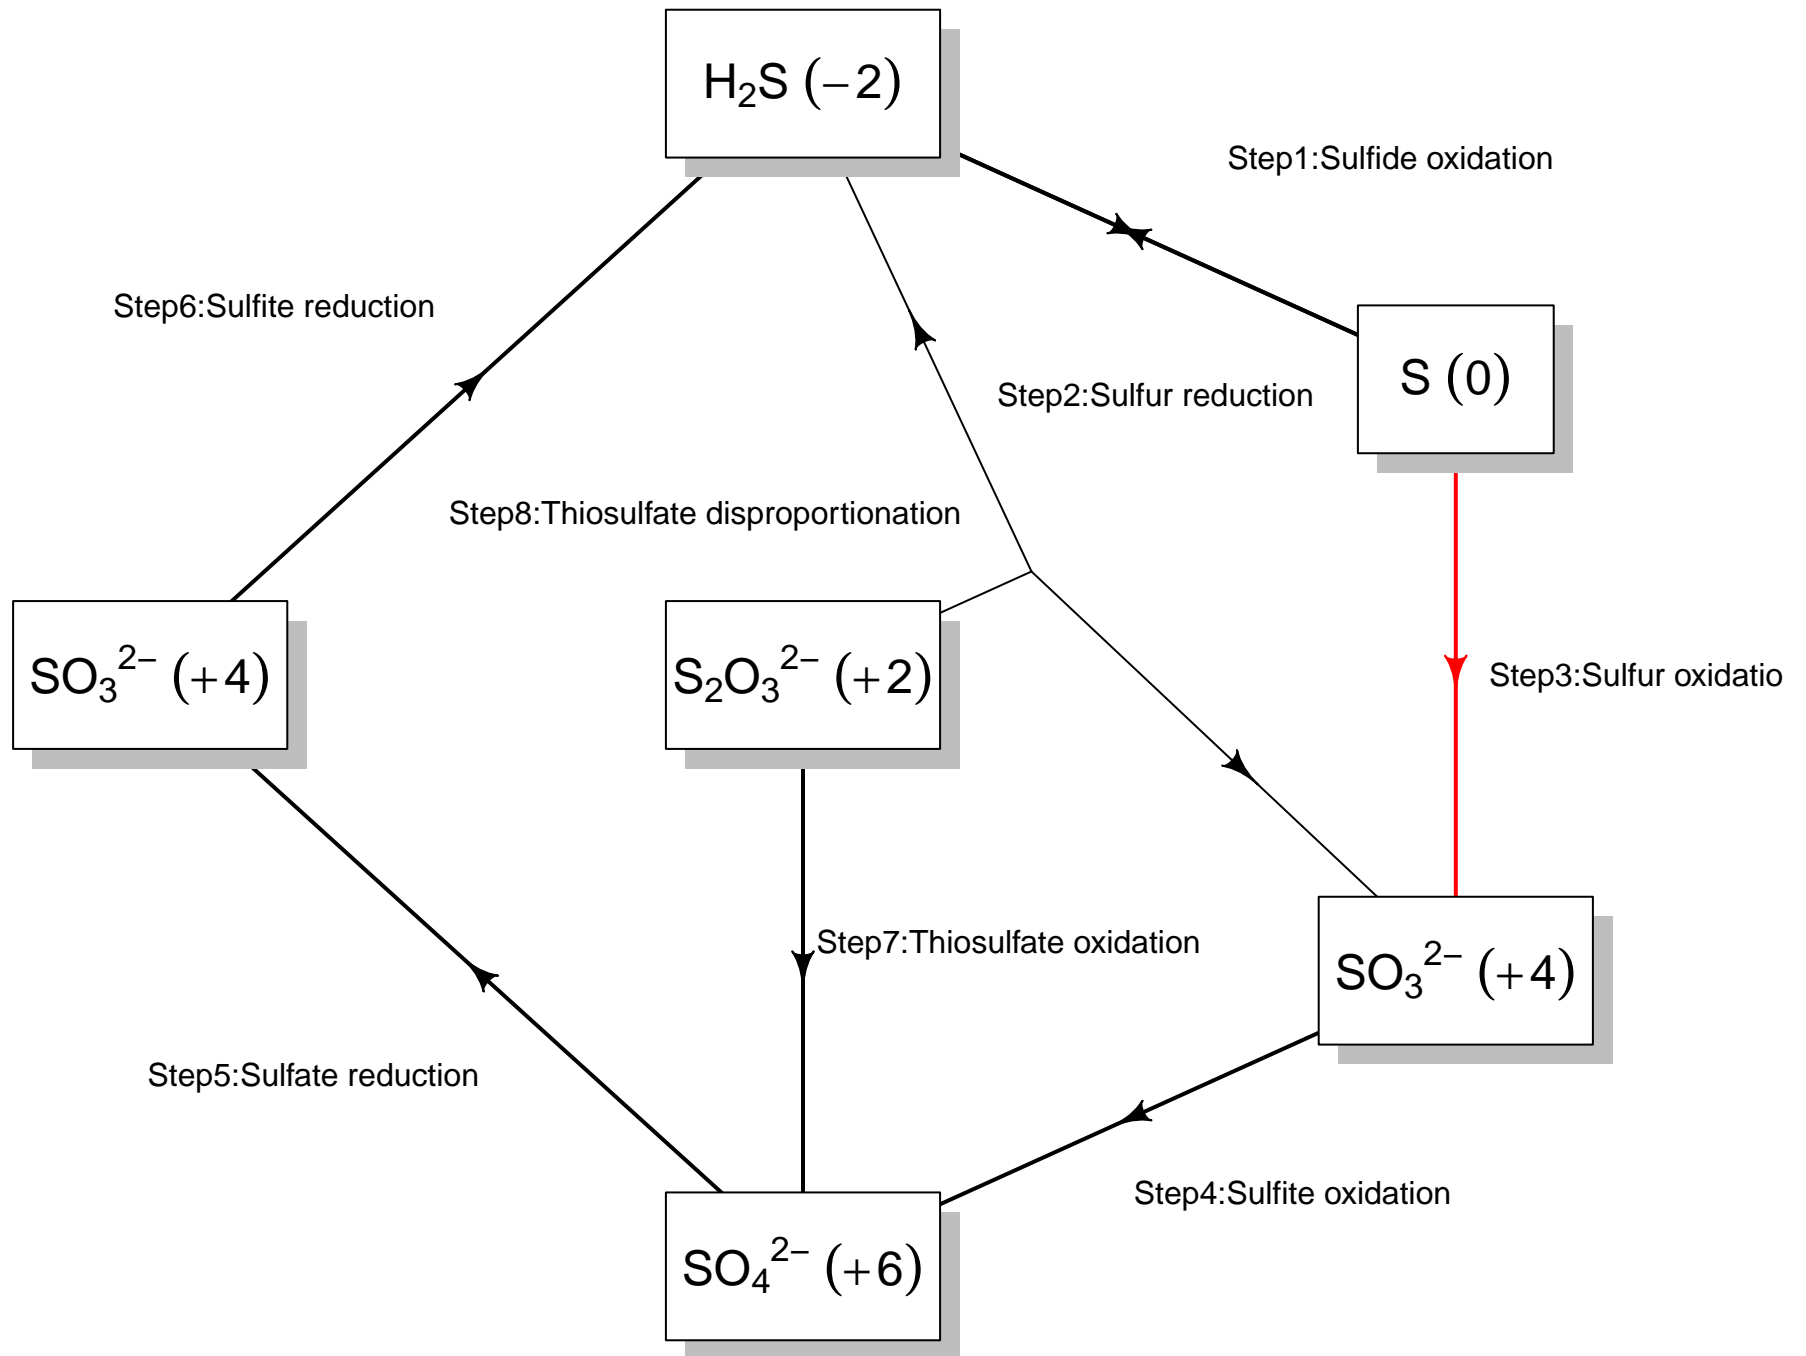 H₂S (−2)
Step1:Sulfide oxidation
Step6:Sulfite reduction
S (0)
Step2:Sulfur reduction
Step8:Thiosulfate disproportionation
SO₃²⁻ (+4)
S₂O₃²⁻ (+2)
Step3:Sulfur oxidatio
Step7:Thiosulfate oxidation
SO₃²⁻ (+4)
Step5:Sulfate reduction
Step4:Sulfite oxidation
SO₄²⁻ (+6)